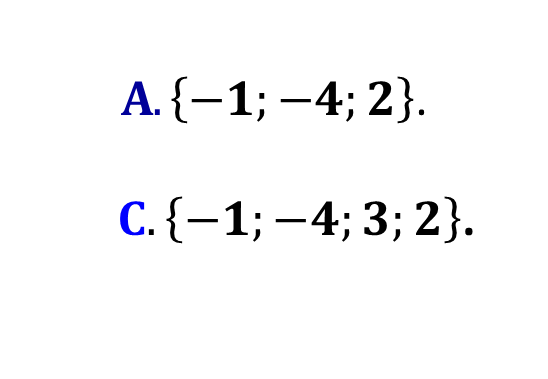 A. {−1; −4; 2}.
C. {−1; −4; 3; 2}.